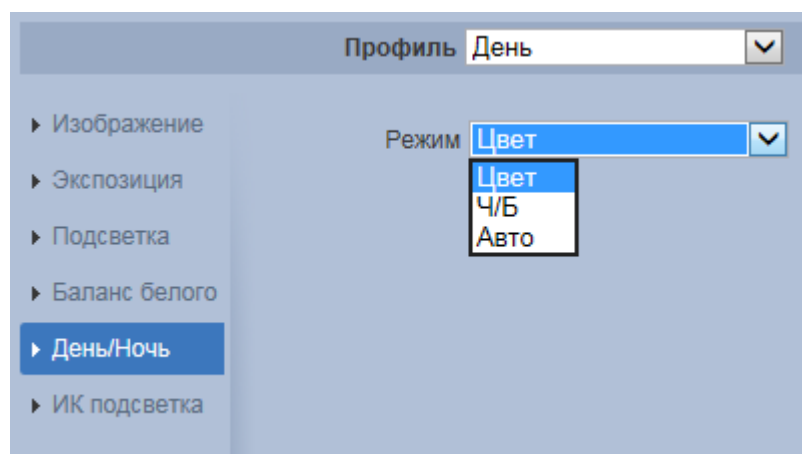 Профиль День
Изображение
Режим Цвет
Цвет
Экспозиция
Ч/Б
Подсветка
Авто
Баланс белого
День/Ночь
ИК подсветка